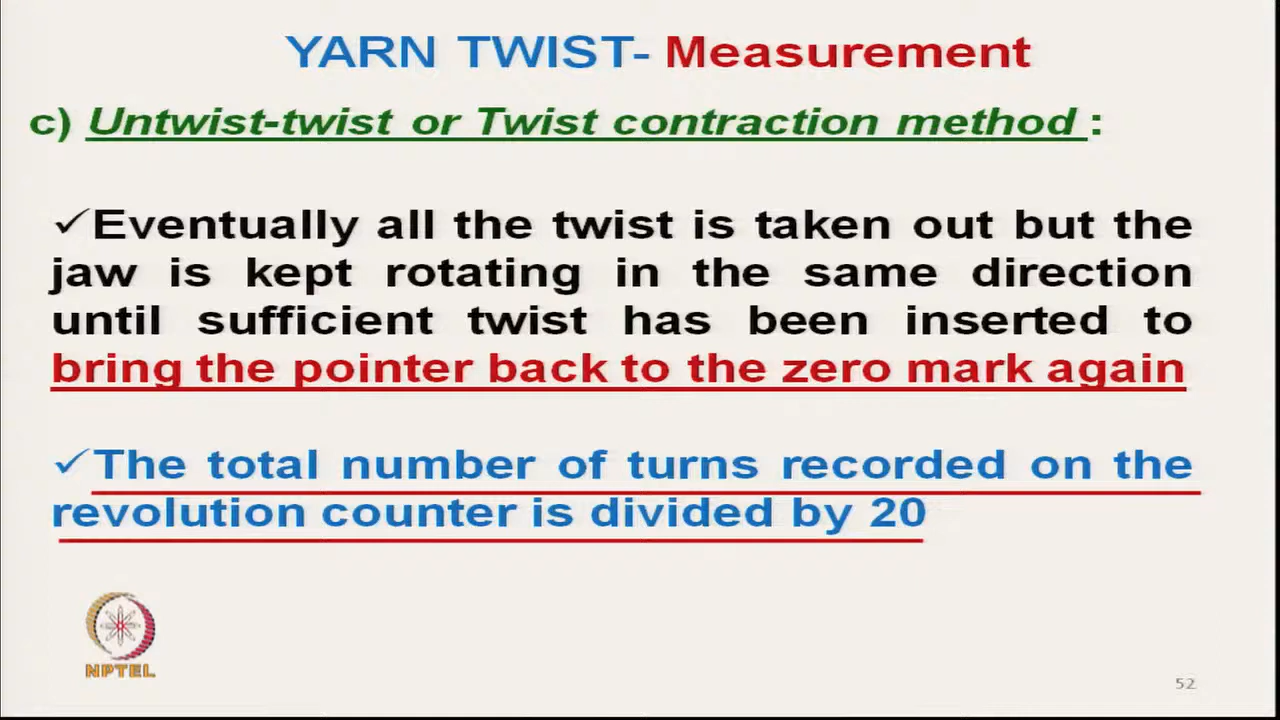 YARN TWIST- Measurement
c) Untwist-twist or Twist contraction method :
✓Eventually all the twist is taken out but the
jaw is kept rotating in the same direction
until sufficient twist has been inserted to
bring the pointer back to the zero mark again
✓The total number of turns recorded on the
revolution counter is divided by 20
NPTEL
52